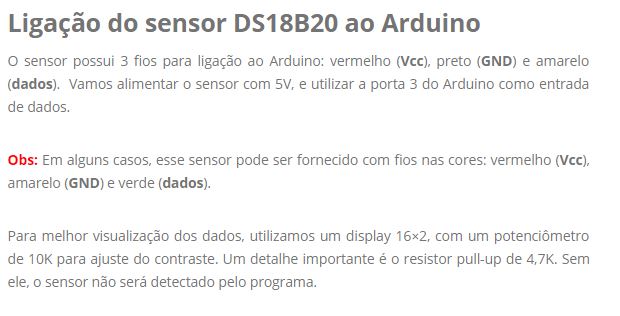 Ligação do sensor DS18B20 ao Arduino
O sensor possui 3 fios para ligação ao Arduino: vermelho (Vcc), preto (GND) e amarelo
(dados).  Vamos alimentar o sensor com 5V, e utilizar a porta 3 do Arduino como entrada
de dados.
Obs: Em alguns casos, esse sensor pode ser fornecido com fios nas cores: vermelho (Vcc),
amarelo (GND) e verde (dados).
Para melhor visualização dos dados, utilizamos um display 16×2, com um potenciômetro
de 10K para ajuste do contraste. Um detalhe importante é o resistor pull-up de 4,7K. Sem
ele, o sensor não será detectado pelo programa.